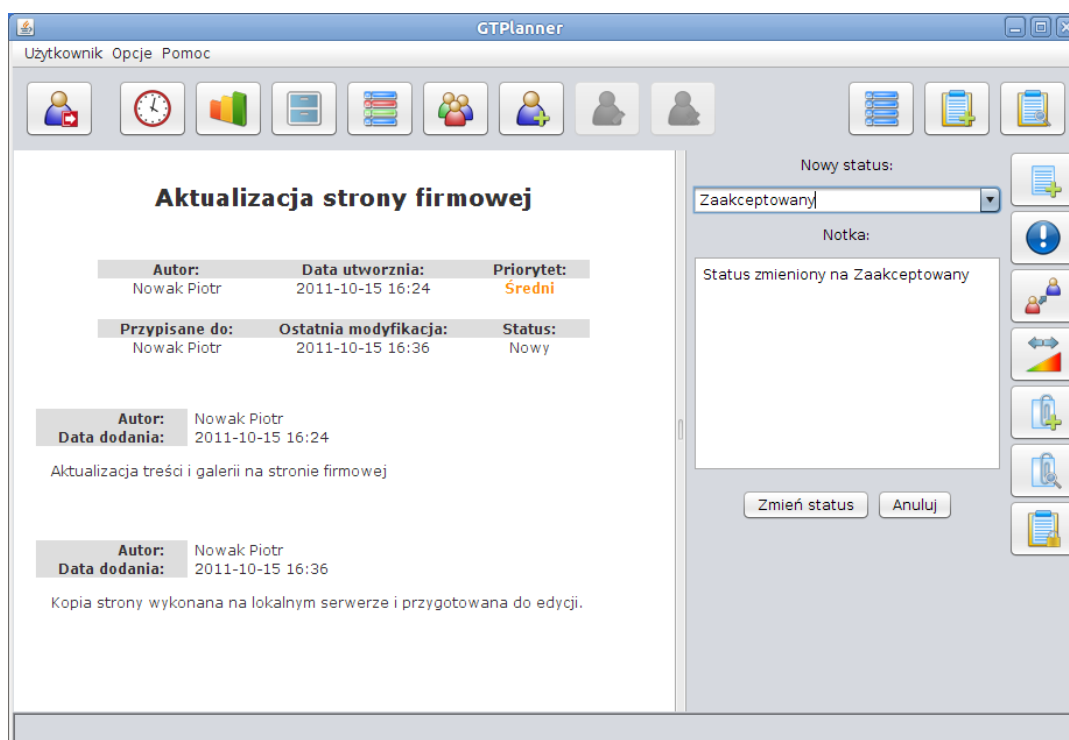 GTPlanner
Użytkownik Opcje Pomoc
Aktualizacja strony firmowej
Autor: Data utworznia: Priorytet:
Nowak Piotr 2011-10-15 16:24 Średni
Przypisane do: Ostatnia modyfikacja: Status:
Nowak Piotr 2011-10-15 16:36 Nowy
Autor: Nowak Piotr
Data dodania: 2011-10-15 16:24
Aktualizacja treści i galerii na stronie firmowej
Autor: Nowak Piotr
Data dodania: 2011-10-15 16:36
Kopia strony wykonana na lokalnym serwerze i przygotowana do edycji.
Nowy status:
Zaakceptowany
Notka:
Status zmieniony na Zaakceptowany
Zmień status Anuluj